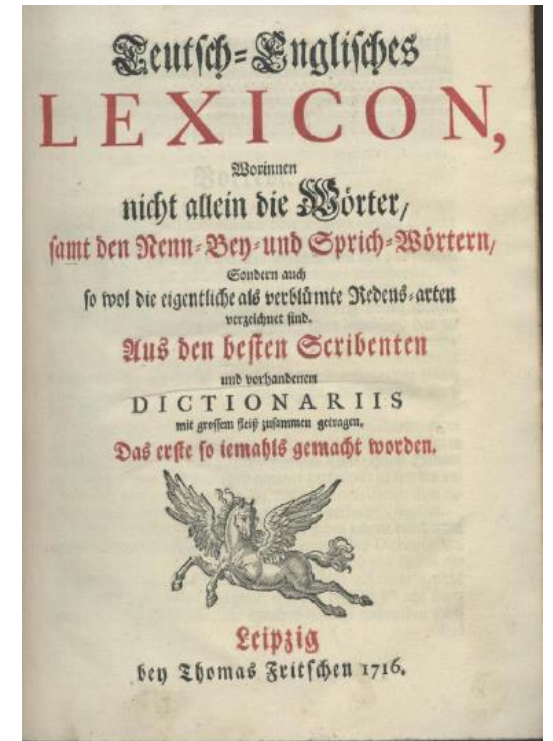 Teutsch=Englisches
LEXICON,
Worinnen
nicht allein die Wörter/
samt den Nenn=Bey=und Sprich=Wörtern/
Sondern auch
so wol die eigentliche als verblümte Redens=arten
verzeichnet sind.
Aus den besten Scribenten
und vorhandenem
DICTIONARIIS
mit grossem fleiß zusammen getragen.
Das erste so iemahls gemacht worden.
Leipzig
bey Thomas Fritschen 1716.